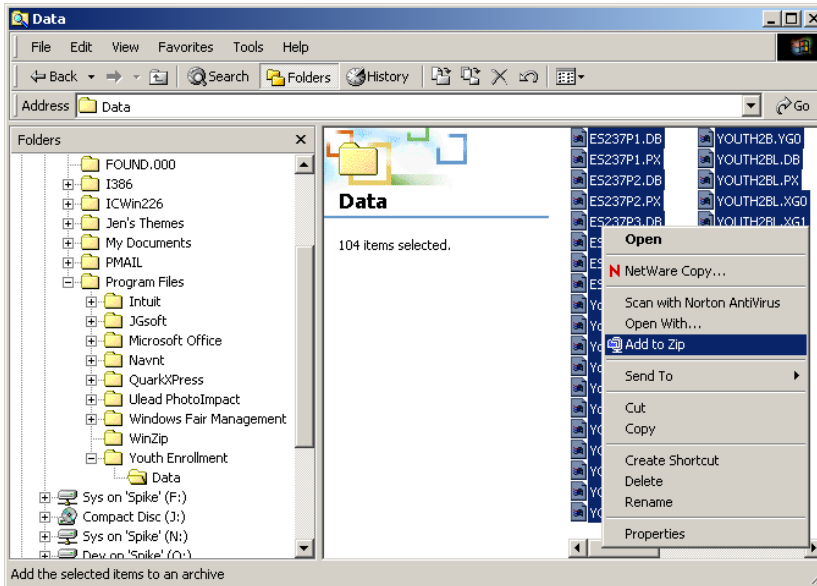 Data
File Edit View Favorites Tools Help
Back Search Folders History
Address Data Go
Folders
FOUND.000
I386
ICWin226
Jen's Themes
My Documents
PMAIL
Program Files
Intuit
JGsoft
Microsoft Office
Navnt
QuarkXPress
Ulead PhotoImpact
Windows Fair Management
WinZip
Youth Enrollment
Data
Sys on 'Spike' (F:)
Compact Disc (J:)
Sys on 'Spike' (N:)
Dev on 'Spike' (O:)
Data
104 items selected.
ES237P1.DB YOUTH2B.YG0
ES237P1.PX YOUTH2BL.DB
ES237P2.DB YOUTH2BL.PX
ES237P2.PX YOUTH2BL.XG0
ES237P3.DB YOUTH2BL.XG1
Open
NetWare Copy...
Scan with Norton AntiVirus
Open With...
Add to Zip
Send To
Cut
Copy
Create Shortcut
Delete
Rename
Properties
Add the selected items to an archive